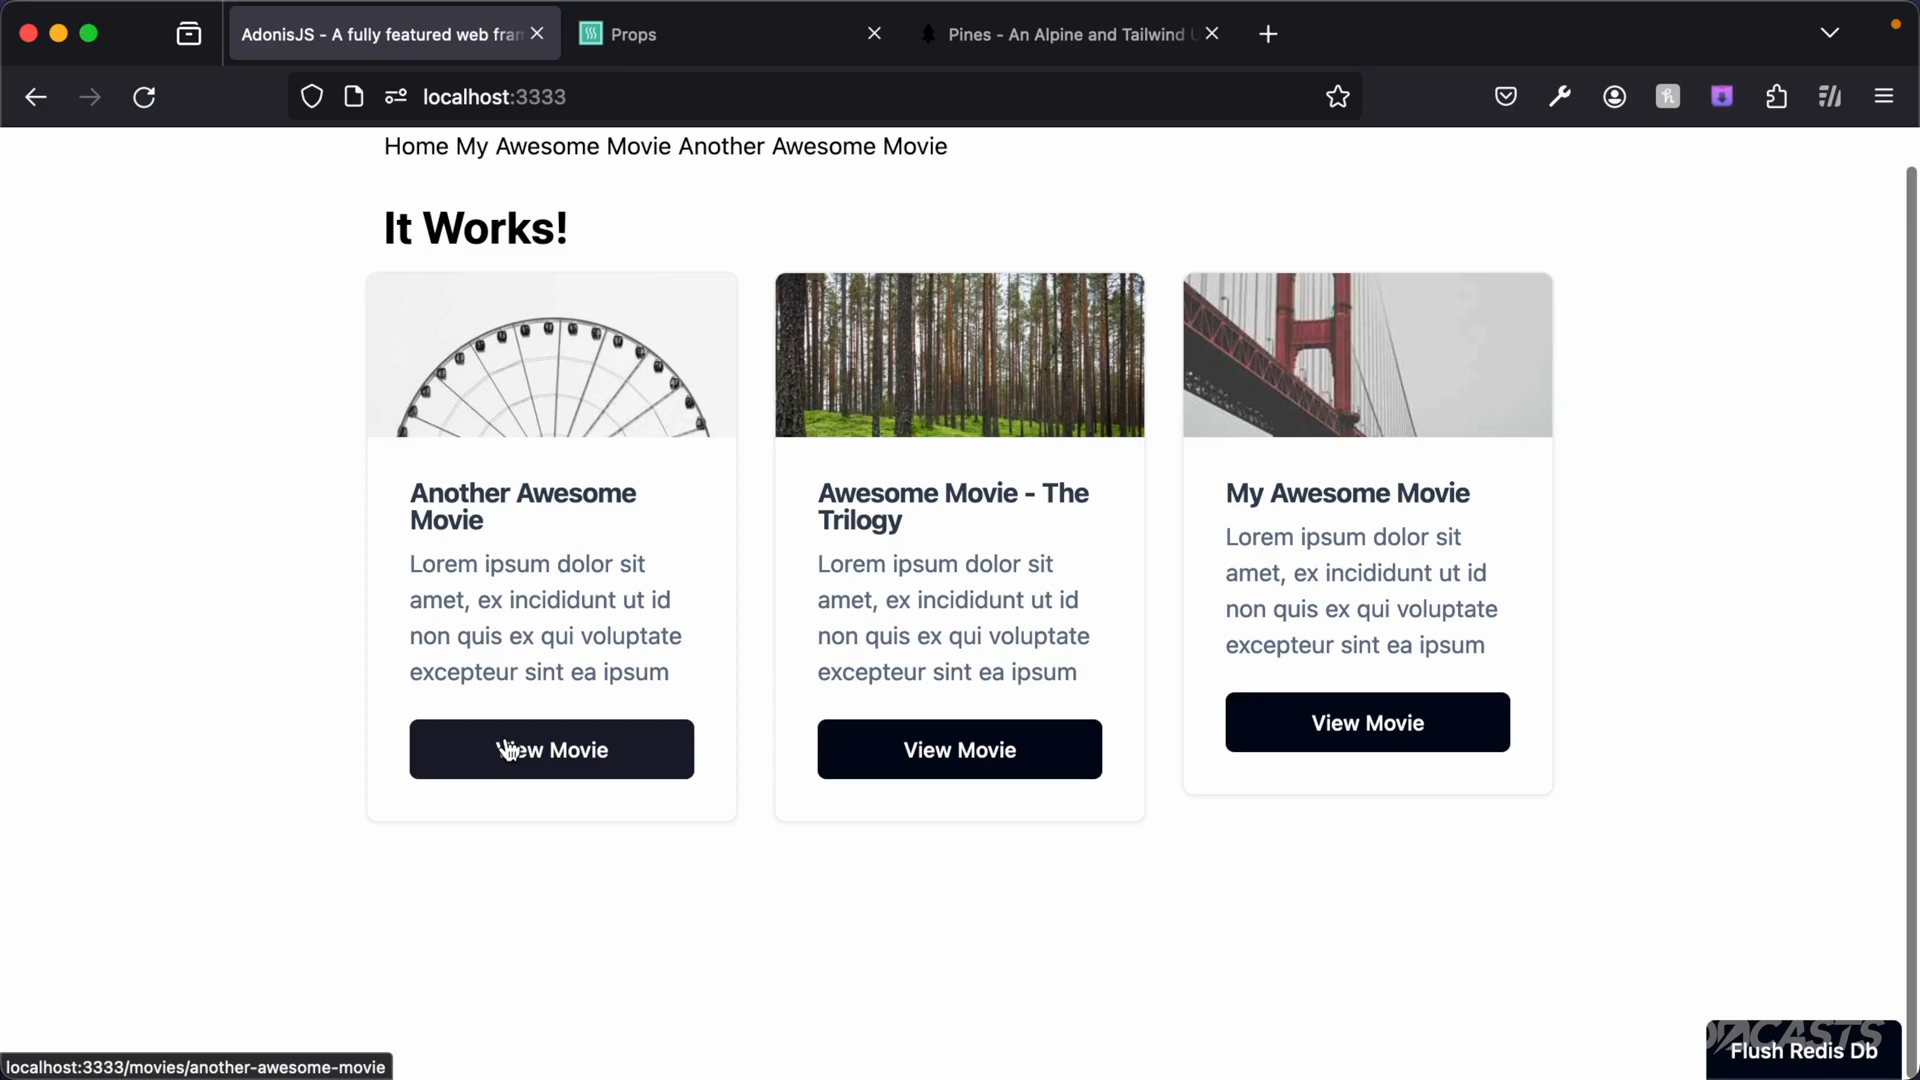 AdonisJS - A fully featured web fram
Props
Pines - An Alpine and Tailwind U
localhost:3333
Home My Awesome Movie Another Awesome Movie
It Works!
Another Awesome
Movie
Lorem ipsum dolor sit
amet, ex incididunt ut id
non quis ex qui voluptate
excepteur sint ea ipsum
View Movie
Awesome Movie - The
Trilogy
Lorem ipsum dolor sit
amet, ex incididunt ut id
non quis ex qui voluptate
excepteur sint ea ipsum
View Movie
My Awesome Movie
Lorem ipsum dolor sit
amet, ex incididunt ut id
non quis ex qui voluptate
excepteur sint ea ipsum
View Movie
Flush Redis Db
localhost:3333/movies/another-awesome-movie